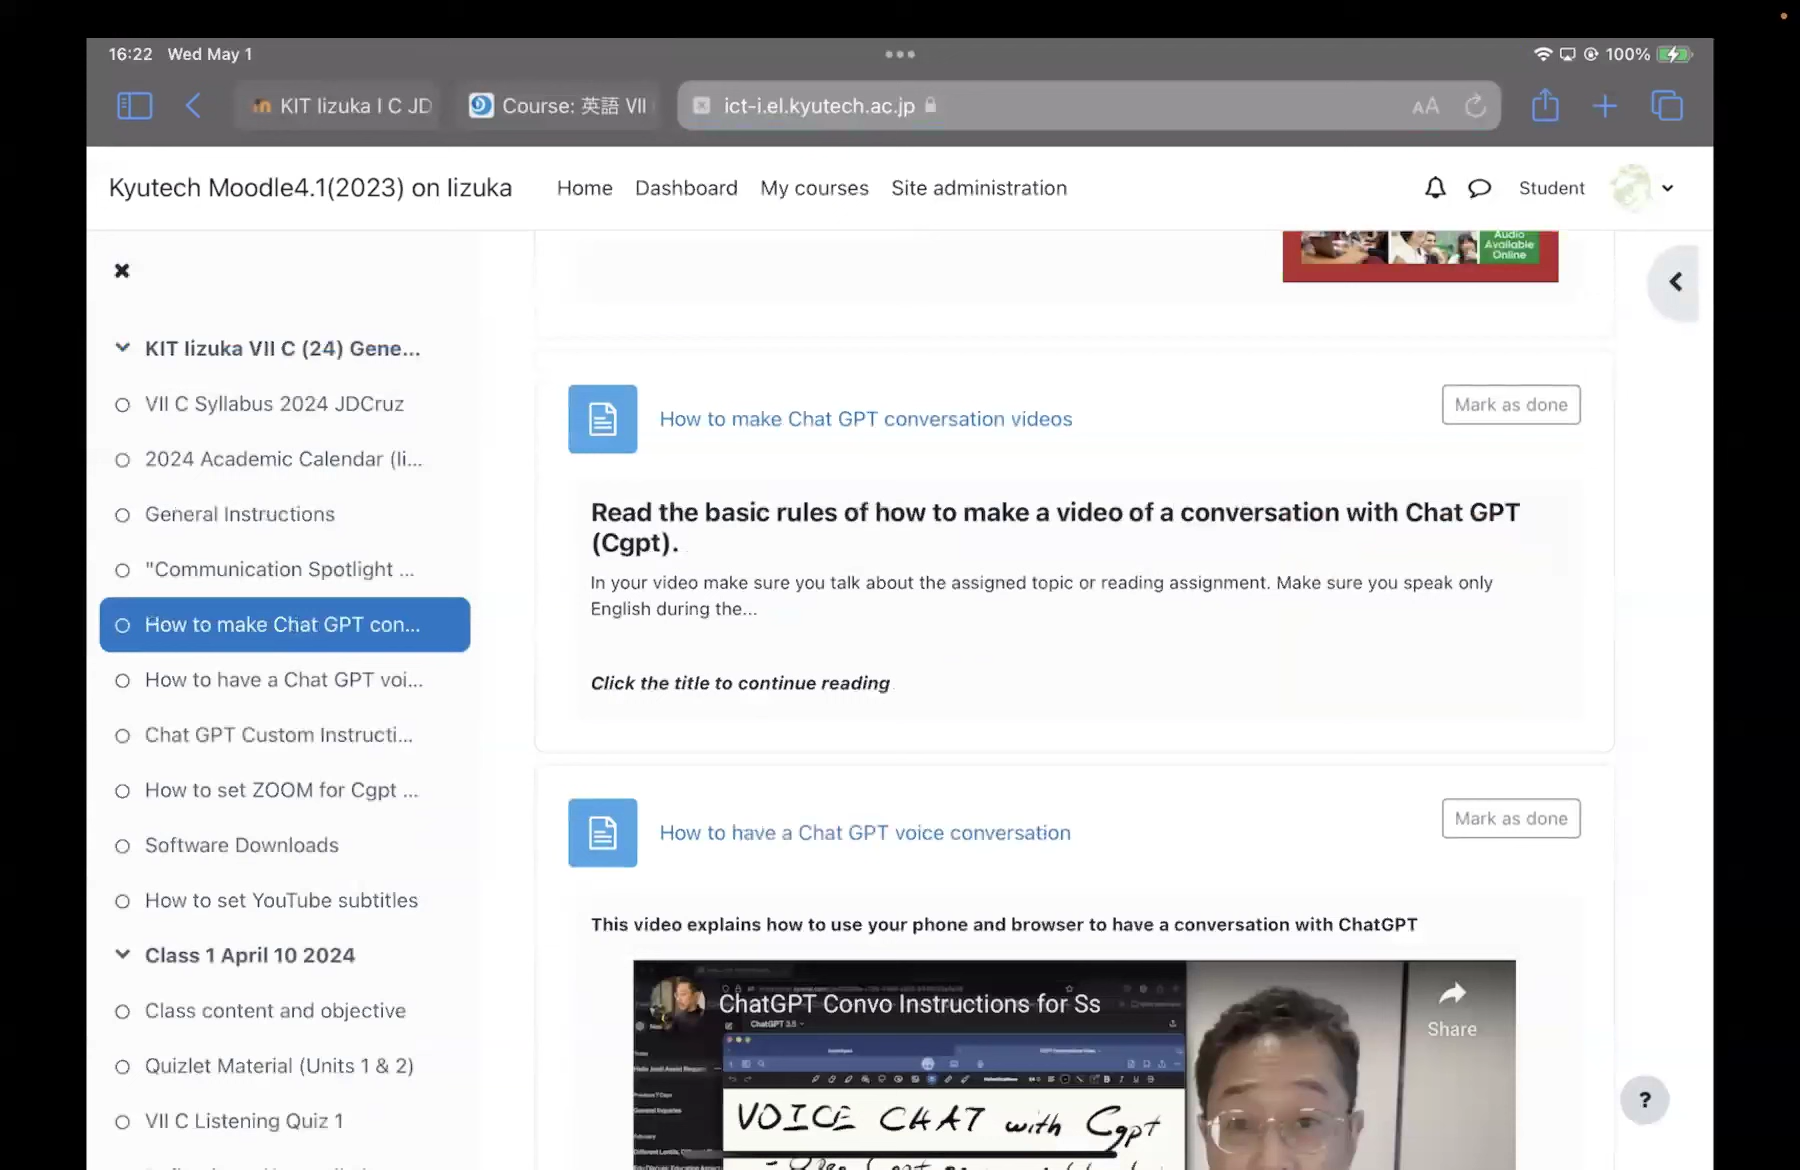 16:22 Wed May 1
100%
KIT Iizuka I C JD
Course: 英語 VII
ict-i.el.kyutech.ac.jp
AA
Kyutech Moodle4.1(2023) on Iizuka
Home
Dashboard
My courses
Site administration
Student
Audio
Available
Online
KIT Iizuka VII C (24) Gene...
VII C Syllabus 2024 JDCruz
2024 Academic Calendar (Ii...
General Instructions
"Communication Spotlight ...
How to make Chat GPT con...
How to have a Chat GPT voi...
Chat GPT Custom Instructi...
How to set ZOOM for Cgpt ...
Software Downloads
How to set YouTube subtitles
Class 1 April 10 2024
Class content and objective
Quizlet Material (Units 1 & 2)
VII C Listening Quiz 1
How to make Chat GPT conversation videos
Mark as done
Read the basic rules of how to make a video of a conversation with Chat GPT
(Cgpt).
In your video make sure you talk about the assigned topic or reading assignment. Make sure you speak only
English during the...
Click the title to continue reading
How to have a Chat GPT voice conversation
Mark as done
This video explains how to use your phone and browser to have a conversation with ChatGPT
ChatGPT Convo Instructions for Ss
Share
ChatGPT 3.5
VOICE CHAT with Cgpt
?